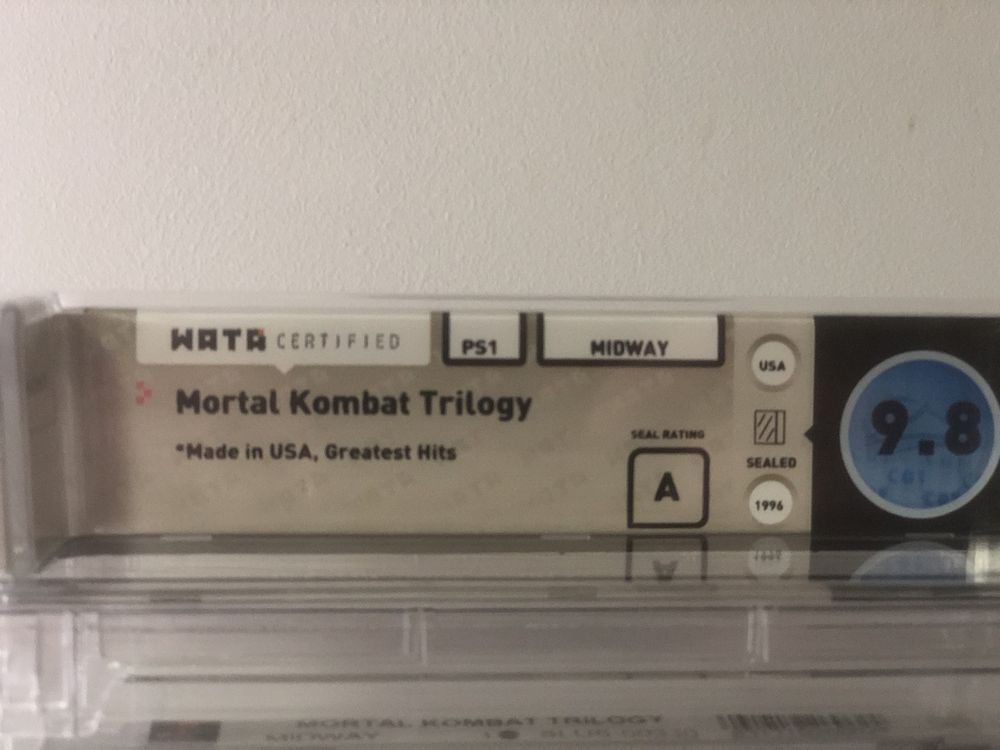 WATA CERTIFIED
PS1
MIDWAY
Mortal Kombat Trilogy
*Made in USA, Greatest Hits
SEAL RATING
A
USA
SEALED
1996
9.8
MORTAL KOMBAT TRILOGY
MIDWAY